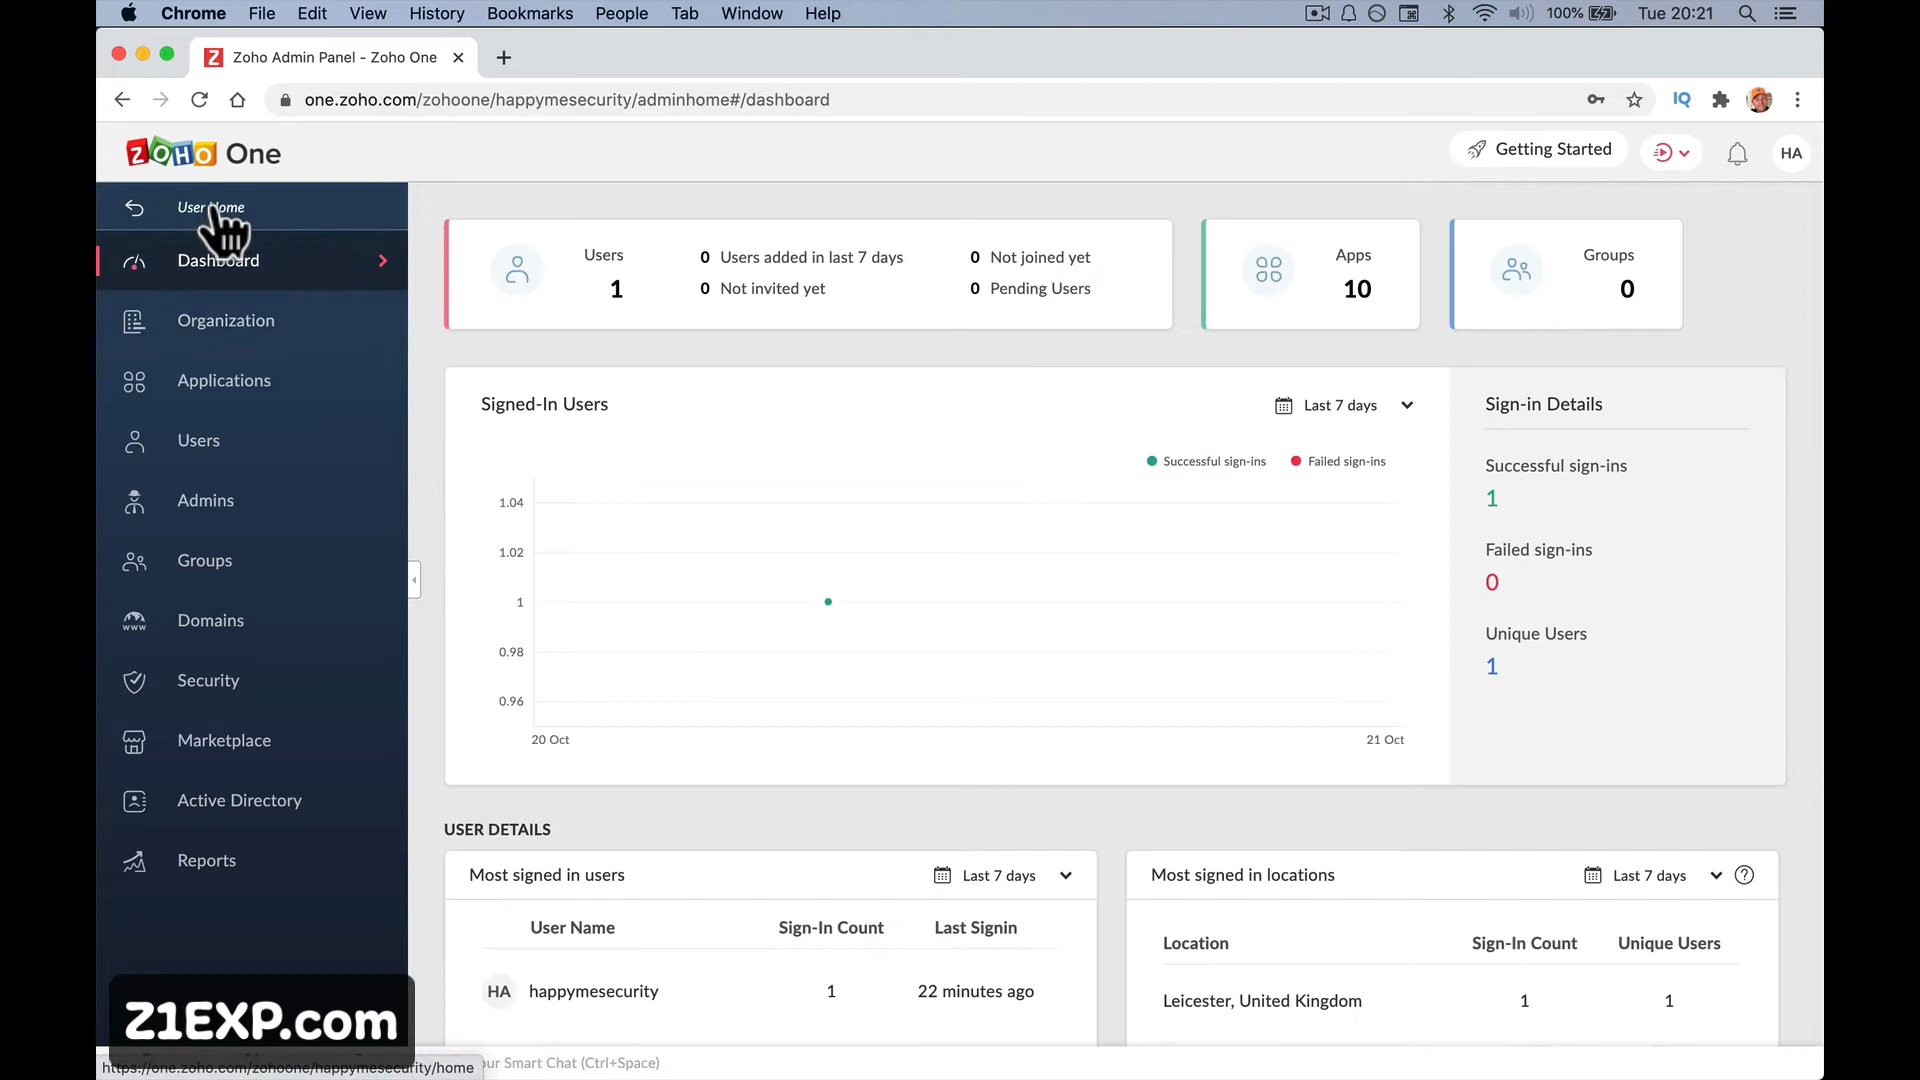 Chrome File Edit View History Bookmarks People Tab Window Help 100% Tue 20:21
Zoho Admin Panel - Zoho One
one.zoho.com/zohoone/happymesecurity/adminhome#/dashboard IQ
ZOHO One Getting Started HA
User Home
Dashboard
Organization
Applications
Users
Admins
Groups
Domains
Security
Marketplace
Active Directory
Reports
Users 0 Users added in last 7 days 0 Not joined yet Apps Groups
1 0 Not invited yet 0 Pending Users 10 0
Signed-In Users Last 7 days
Successful sign-ins Failed sign-ins
1.04
1.02
1
0.98
0.96
20 Oct 21 Oct
Sign-in Details
Successful sign-ins
1
Failed sign-ins
0
Unique Users
1
USER DETAILS
Most signed in users Last 7 days
User Name Sign-In Count Last Signin
HA happymesecurity 1 22 minutes ago
Most signed in locations Last 7 days
Location Sign-In Count Unique Users
Leicester, United Kingdom 1 1
Z1EXP.com
https://one.zoho.com/zohoone/happymesecurity/home
our Smart Chat (Ctrl+Space)